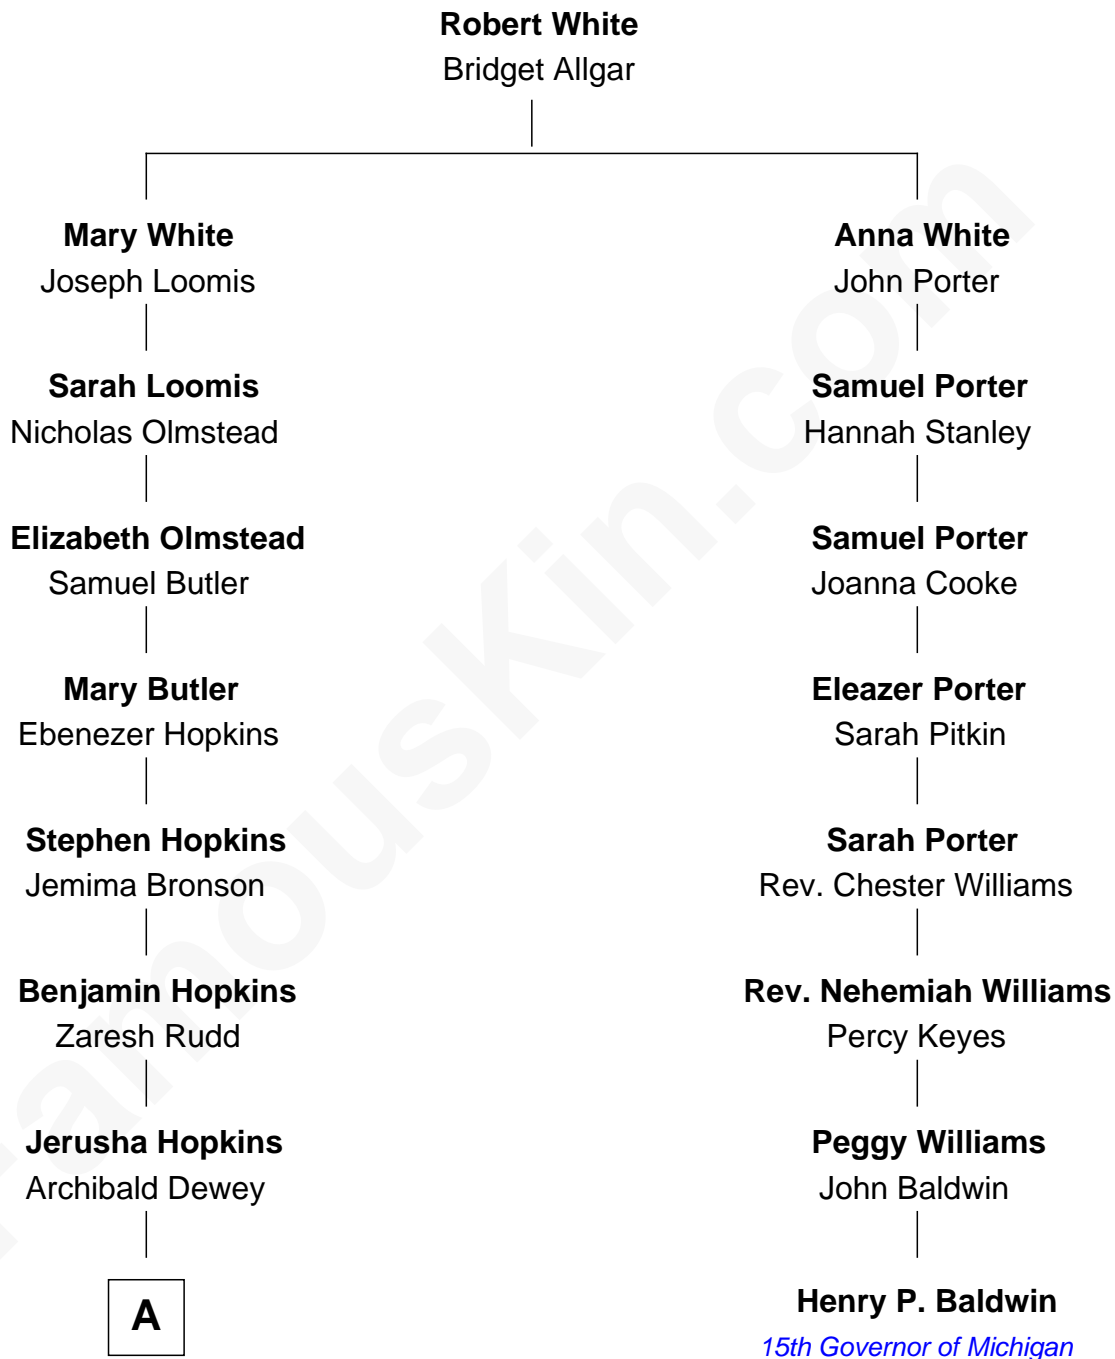 Robert White
Bridget Allgar
Mary White
Joseph Loomis
Anna White
John Porter
Sarah Loomis
Nicholas Olmstead
Samuel Porter
Hannah Stanley
Elizabeth Olmstead
Samuel Butler
Samuel Porter
Joanna Cooke
Mary Butler
Ebenezer Hopkins
Eleazer Porter
Sarah Pitkin
Stephen Hopkins
Jemima Bronson
Sarah Porter
Rev. Chester Williams
Benjamin Hopkins
Zaresh Rudd
Rev. Nehemiah Williams
Percy Keyes
Jerusha Hopkins
Archibald Dewey
Peggy Williams
John Baldwin
A
Henry P. Baldwin
15th Governor of Michigan
FamousKin.com